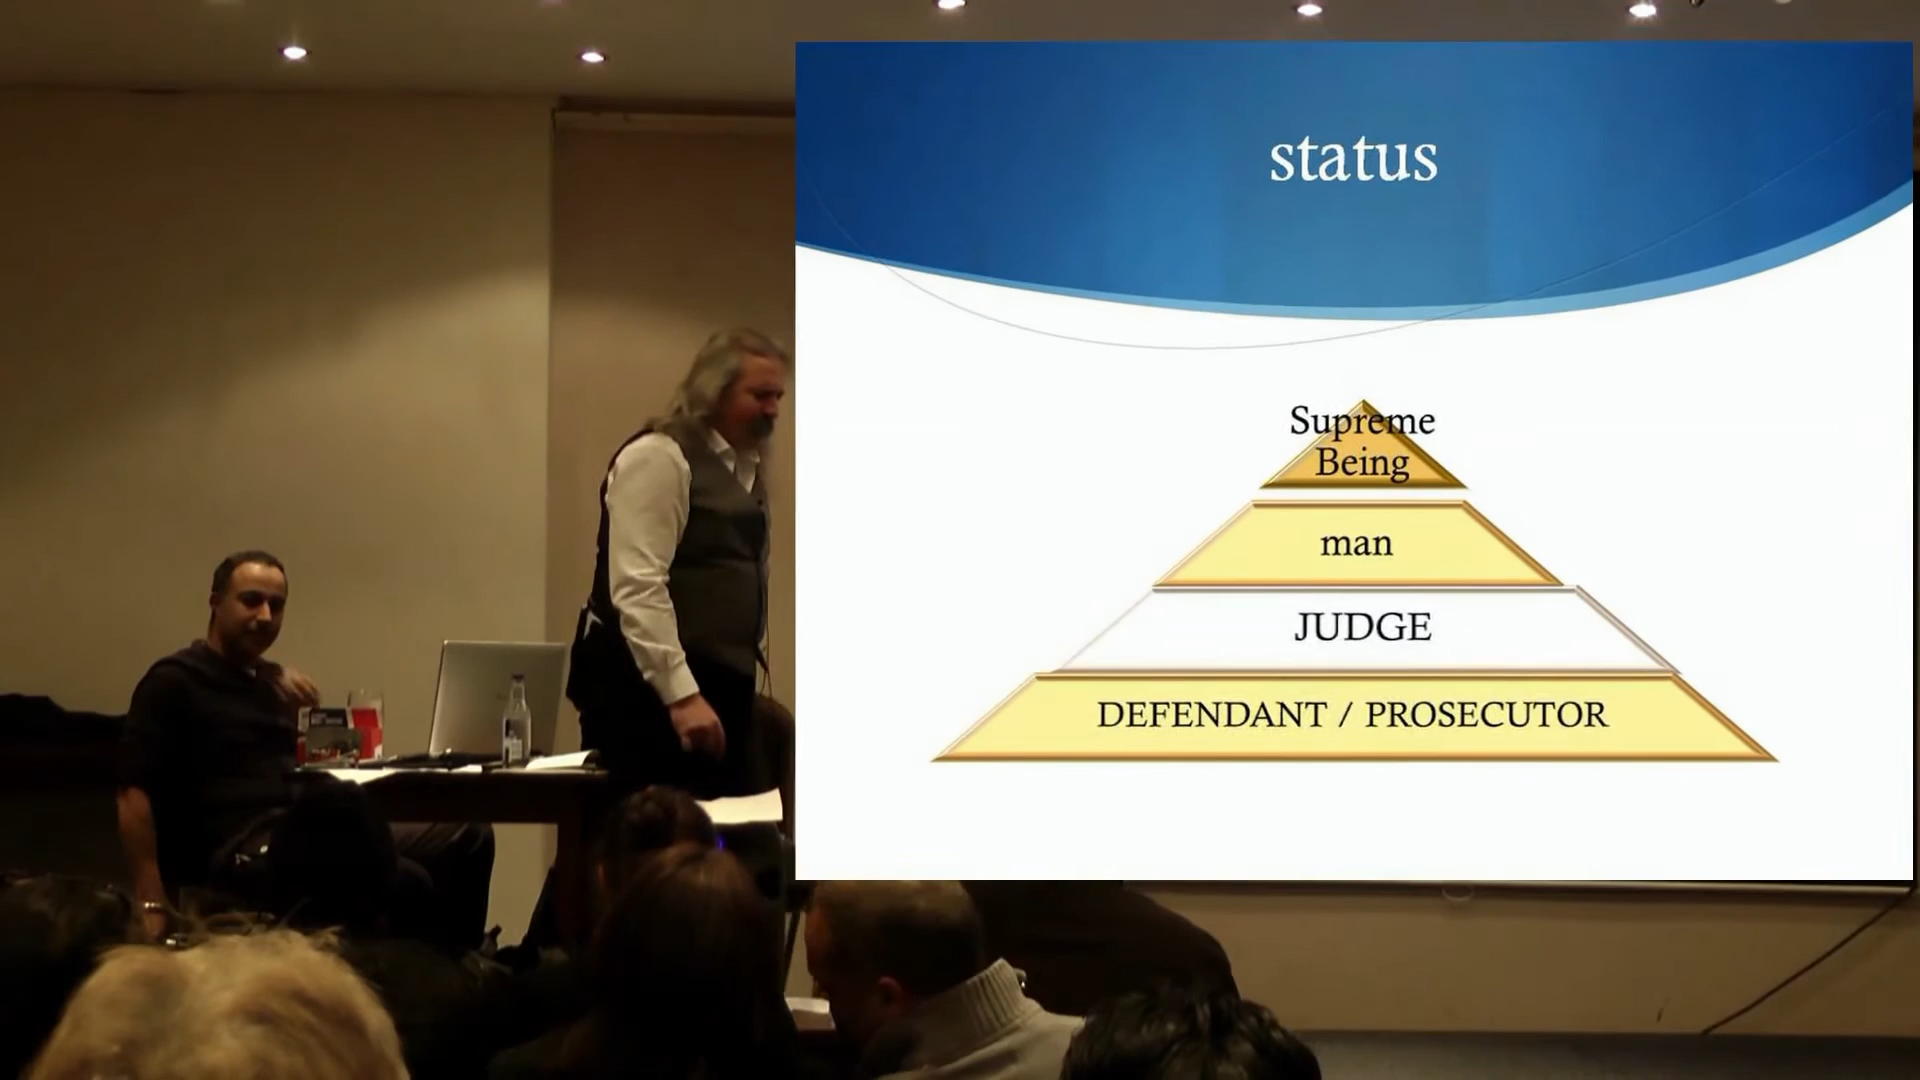 status
Supreme
Being
man
JUDGE
DEFENDANT / PROSECUTOR